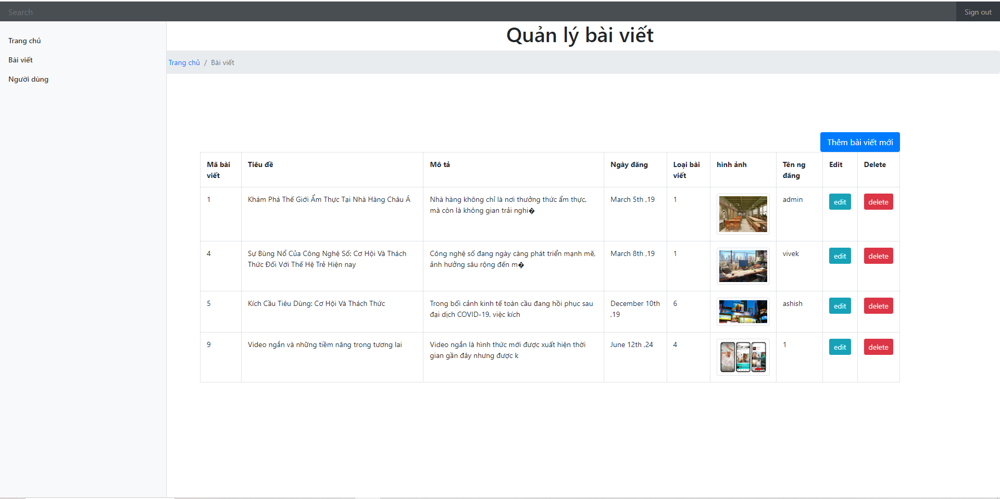 Search
Sign out
Trang chủ
Bài viết
Người dùng
Quản lý bài viết
Trang chủ / Bài viết
Thêm bài viết mới
Mã bài viết
Tiêu đề
Mô tả
Ngày đăng
Loại bài viết
hình ảnh
Tên ng đăng
Edit
Delete
1
Khám Phá Thế Giới Ẩm Thực Tại Nhà Hàng Châu Á
Nhà hàng không chỉ là nơi thưởng thức ẩm thực,
mà còn là không gian trải nghi�
March 5th ,19
1
admin
edit
delete
4
Sự Bùng Nổ Của Công Nghệ Số: Cơ Hội Và Thách
Thức Đối Với Thế Hệ Trẻ Hiện nay
Công nghệ số đang ngày càng phát triển mạnh mẽ,
ảnh hưởng sâu rộng đến m�
March 8th ,19
1
vivek
edit
delete
5
Kích Cầu Tiêu Dùng: Cơ Hội Và Thách Thức
Trong bối cảnh kinh tế toàn cầu đang hồi phục sau
đại dịch COVID-19, việc kích
December 10th
,19
6
ashish
edit
delete
9
Video ngắn và những tiềm năng trong tương lai
Video ngắn là hình thức mới được xuất hiện thời
gian gần đây nhưng được k
June 12th ,24
4
1
edit
delete